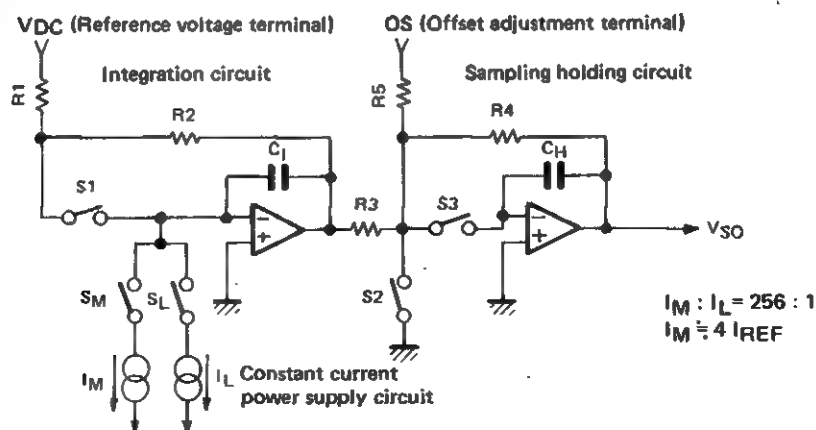 VDC (Reference voltage terminal)
OS (Offset adjustment terminal)
Integration circuit
Sampling holding circuit
R1
R2
R5
R4
CI
CH
S1
S3
R3
VSO
SM
SL
S2
IM : IL = 256 : 1
IM ≒ 4 IREF
IM
IL Constant current
power supply circuit